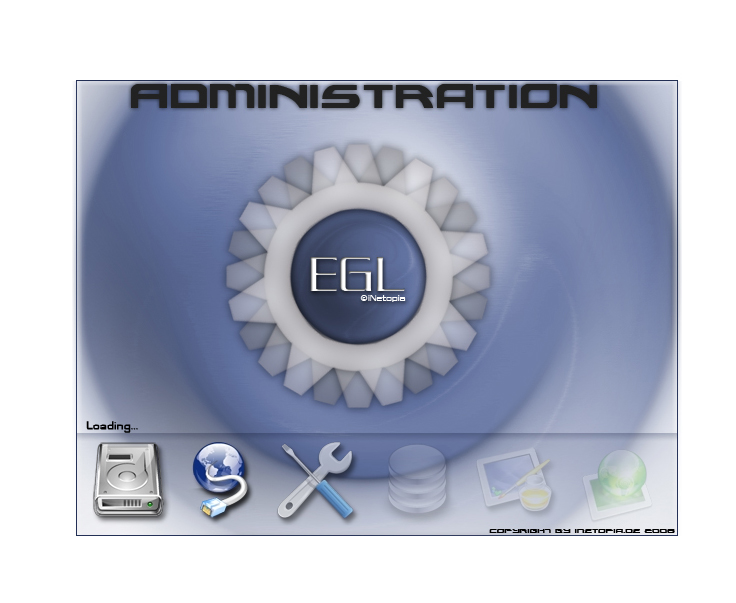 ADMINISTRATION
EGL
©INetopia
Loading...
COPYRIGHT BY INETOPIA.DE 2008